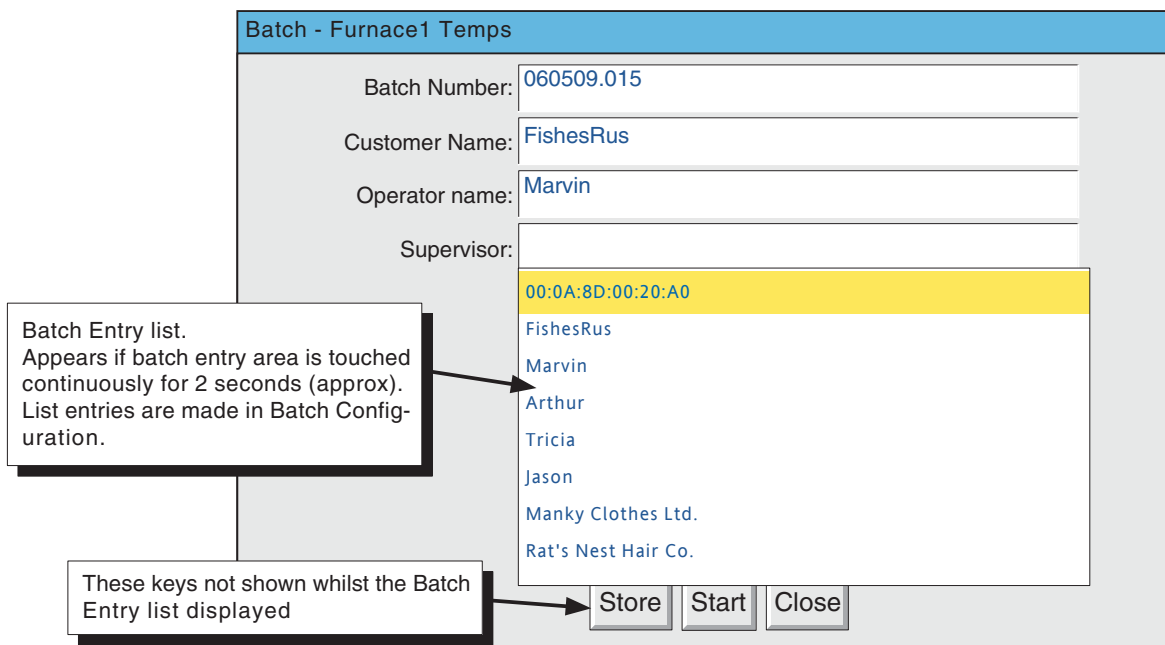 Batch - Furnace1 Temps
Batch Number: 060509.015
Customer Name: FishesRus
Operator name: Marvin
Supervisor:
00:0A:8D:00:20:A0
FishesRus
Marvin
Arthur
Tricia
Jason
Manky Clothes Ltd.
Rat's Nest Hair Co.
Batch Entry list.
Appears if batch entry area is touched
continuously for 2 seconds (approx).
List entries are made in Batch Config-
uration.
These keys not shown whilst the Batch
Entry list displayed
Store Start Close